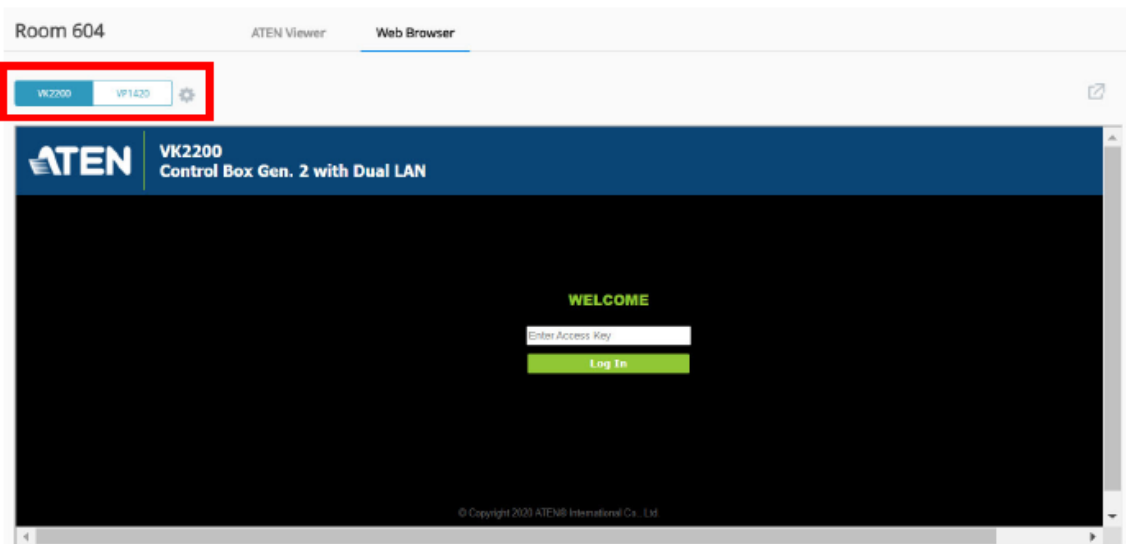 Room 604
ATEN Viewer
Web Browser
VK2200
VP1420
ATEN
VK2200
Control Box Gen. 2 with Dual LAN
WELCOME
Enter Access Key
Log In
© Copyright 2020 ATEN® International Co., Ltd.